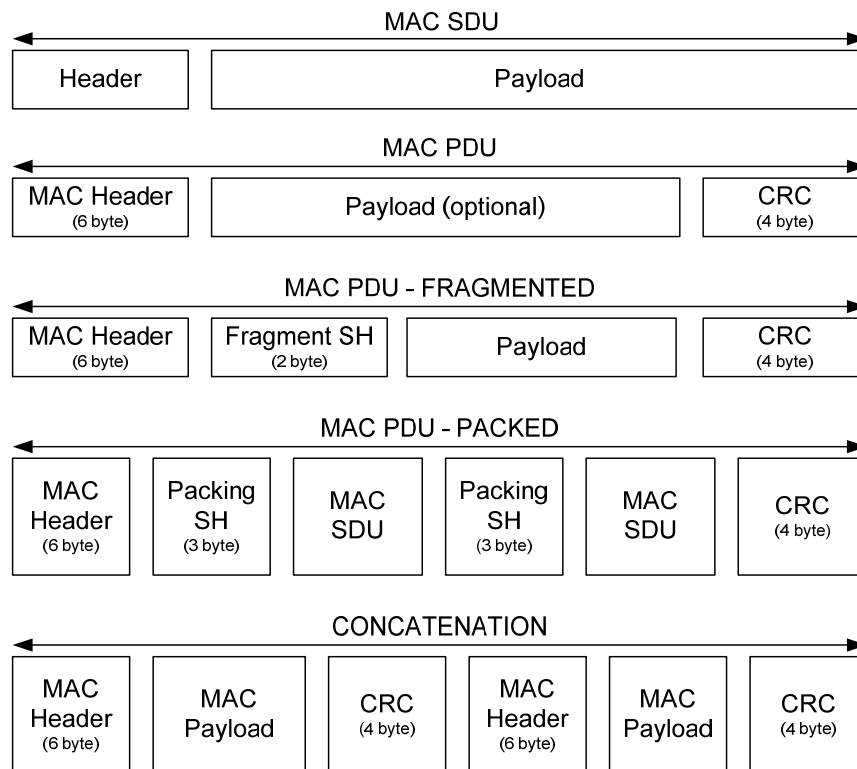 MAC SDU
Header
Payload
MAC PDU
MAC Header
(6 byte)
Payload (optional)
CRC
(4 byte)
MAC PDU - FRAGMENTED
MAC Header
(6 byte)
Fragment SH
(2 byte)
Payload
CRC
(4 byte)
MAC PDU - PACKED
MAC
Header
(6 byte)
Packing
SH
(3 byte)
MAC
SDU
Packing
SH
(3 byte)
MAC
SDU
CRC
(4 byte)
CONCATENATION
MAC
Header
(6 byte)
MAC
Payload
CRC
(4 byte)
MAC
Header
(6 byte)
MAC
Payload
CRC
(4 byte)